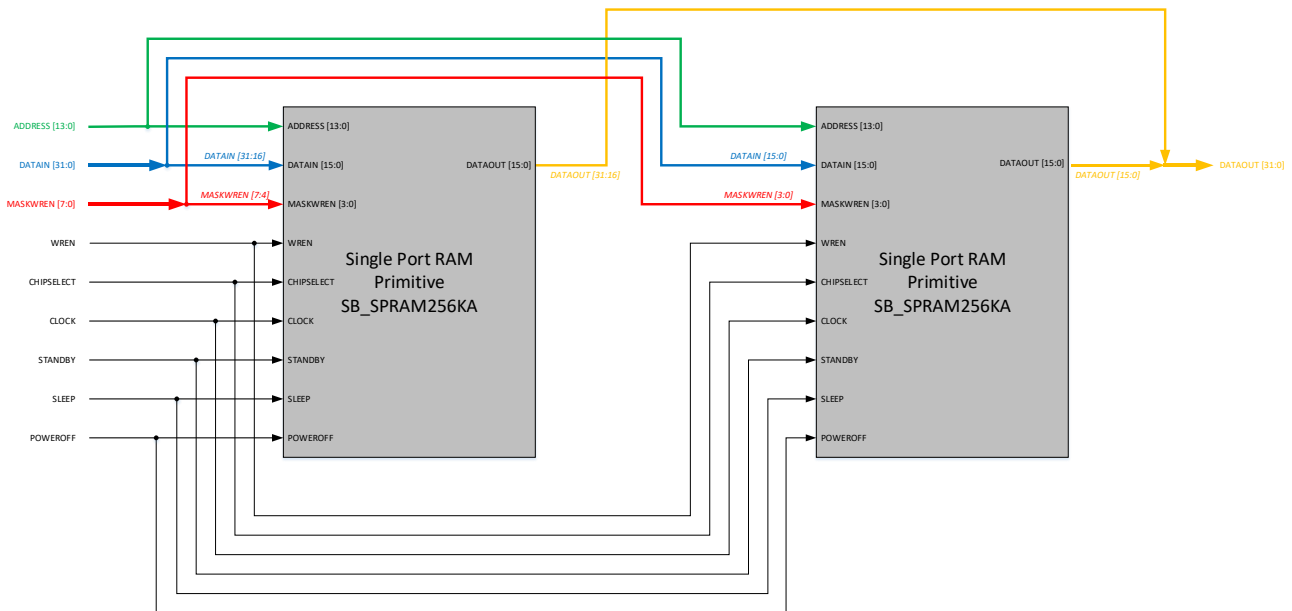 ADDRESS [13:0]
DATAIN [31:0]
MASKWREN [7:0]
WREN
CHIPSELECT
CLOCK
STANDBY
SLEEP
POWEROFF
DATAIN [31:16]
MASKWREN [7:4]
ADDRESS [13:0]
DATAIN [15:0]
MASKWREN [3:0]
WREN
CHIPSELECT
CLOCK
STANDBY
SLEEP
POWEROFF
DATAOUT [15:0]
Single Port RAM
Primitive
SB_SPRAM256KA
DATAOUT [31:16]
DATAIN [15:0]
MASKWREN [3:0]
ADDRESS [13:0]
DATAIN [15:0]
MASKWREN [3:0]
WREN
CHIPSELECT
CLOCK
STANDBY
SLEEP
POWEROFF
DATAOUT [15:0]
Single Port RAM
Primitive
SB_SPRAM256KA
DATAOUT [15:0]
DATAOUT [31:0]